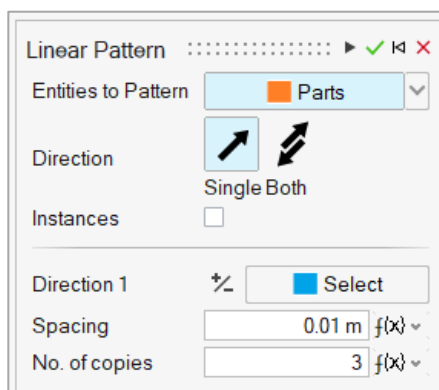 Linear Pattern
Entities to Pattern Parts
Direction
Single Both
Instances
Direction 1 +/- Select
Spacing 0.01 m f(x)
No. of copies 3 f(x)